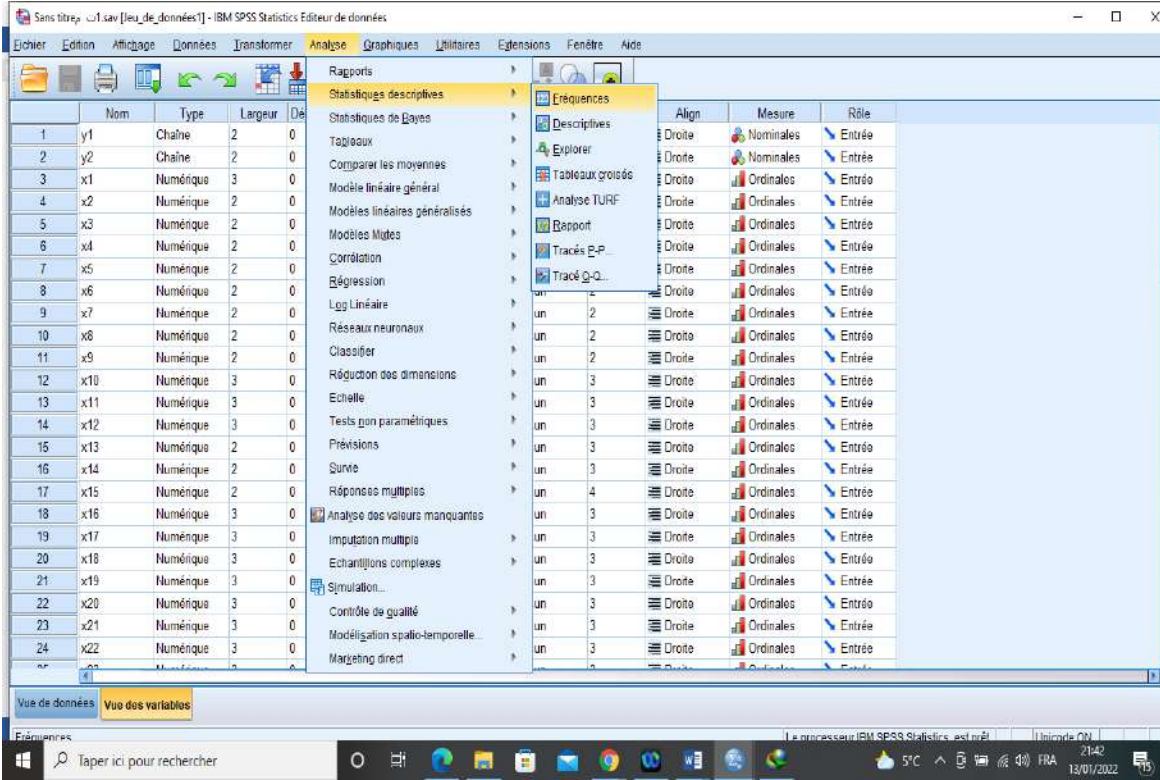 Sans titre1.sav [Jeu_de_données1] - IBM SPSS Statistics Editeur de données
Fichier Edition Affichage Données Transformer Analyse Graphiques Utilitaires Extensions Fenêtre Aide
Rapports
Statistiques descriptives
Statistiques de Bayes
Tableaux
Comparer les moyennes
Modèle linéaire général
Modèles linéaires généralisés
Modèles Mixtes
Corrélation
Régression
Log Linéaire
Réseaux neuronaux
Classifier
Réduction des dimensions
Echelle
Tests non paramétriques
Prévisions
Survie
Réponses multiples
Analyse des valeurs manquantes
Imputation multiple
Echantillons complexes
Simulation...
Contrôle de qualité
Modélisation spatio-temporelle...
Marketing direct
Fréquences
Descriptives
Explorer
Tableaux croisés
Analyse TURF
Rapport
Tracés P-P...
Tracé Q-Q...
Nom Type Largeur Dé Align Mesure Rôle
1 y1 Chaîne 2 0 Droite Nominales Entrée
2 y2 Chaîne 2 0 Droite Nominales Entrée
3 x1 Numérique 3 0 Droite Ordinales Entrée
4 x2 Numérique 2 0 Droite Ordinales Entrée
5 x3 Numérique 2 0 Droite Ordinales Entrée
6 x4 Numérique 2 0 Droite Ordinales Entrée
7 x5 Numérique 2 0 Droite Ordinales Entrée
8 x6 Numérique 2 0 un 2 Droite Ordinales Entrée
9 x7 Numérique 2 0 un 2 Droite Ordinales Entrée
10 x8 Numérique 2 0 un 2 Droite Ordinales Entrée
11 x9 Numérique 2 0 un 2 Droite Ordinales Entrée
12 x10 Numérique 3 0 un 3 Droite Ordinales Entrée
13 x11 Numérique 3 0 un 3 Droite Ordinales Entrée
14 x12 Numérique 3 0 un 3 Droite Ordinales Entrée
15 x13 Numérique 2 0 un 3 Droite Ordinales Entrée
16 x14 Numérique 2 0 un 3 Droite Ordinales Entrée
17 x15 Numérique 2 0 un 4 Droite Ordinales Entrée
18 x16 Numérique 3 0 un 3 Droite Ordinales Entrée
19 x17 Numérique 3 0 un 3 Droite Ordinales Entrée
20 x18 Numérique 3 0 un 3 Droite Ordinales Entrée
21 x19 Numérique 3 0 un 3 Droite Ordinales Entrée
22 x20 Numérique 3 0 un 3 Droite Ordinales Entrée
23 x21 Numérique 3 0 un 3 Droite Ordinales Entrée
24 x22 Numérique 3 0 un 3 Droite Ordinales Entrée
Vue de données Vue des variables
Fréquences Le processeur IBM SPSS Statistics est prêt Unicode:ON
Taper ici pour rechercher 5°C FRA 21:42
13/01/2022 15